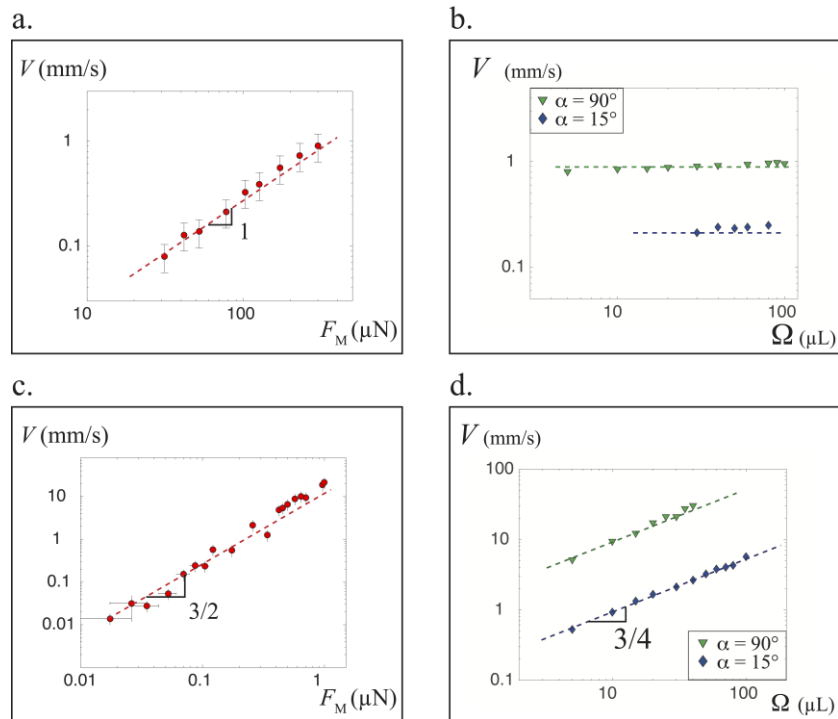 a.
V (mm/s)
1
0.1
1
10
100
F_M (µN)
b.
V (mm/s)
α = 90°
α = 15°
1
0.1
10
100
Ω (µL)
c.
V (mm/s)
10
1
0.1
0.01
3/2
0.01
0.1
1
F_M (µN)
d.
V (mm/s)
100
10
1
0.1
3/4
α = 90°
α = 15°
10
100
Ω (µL)